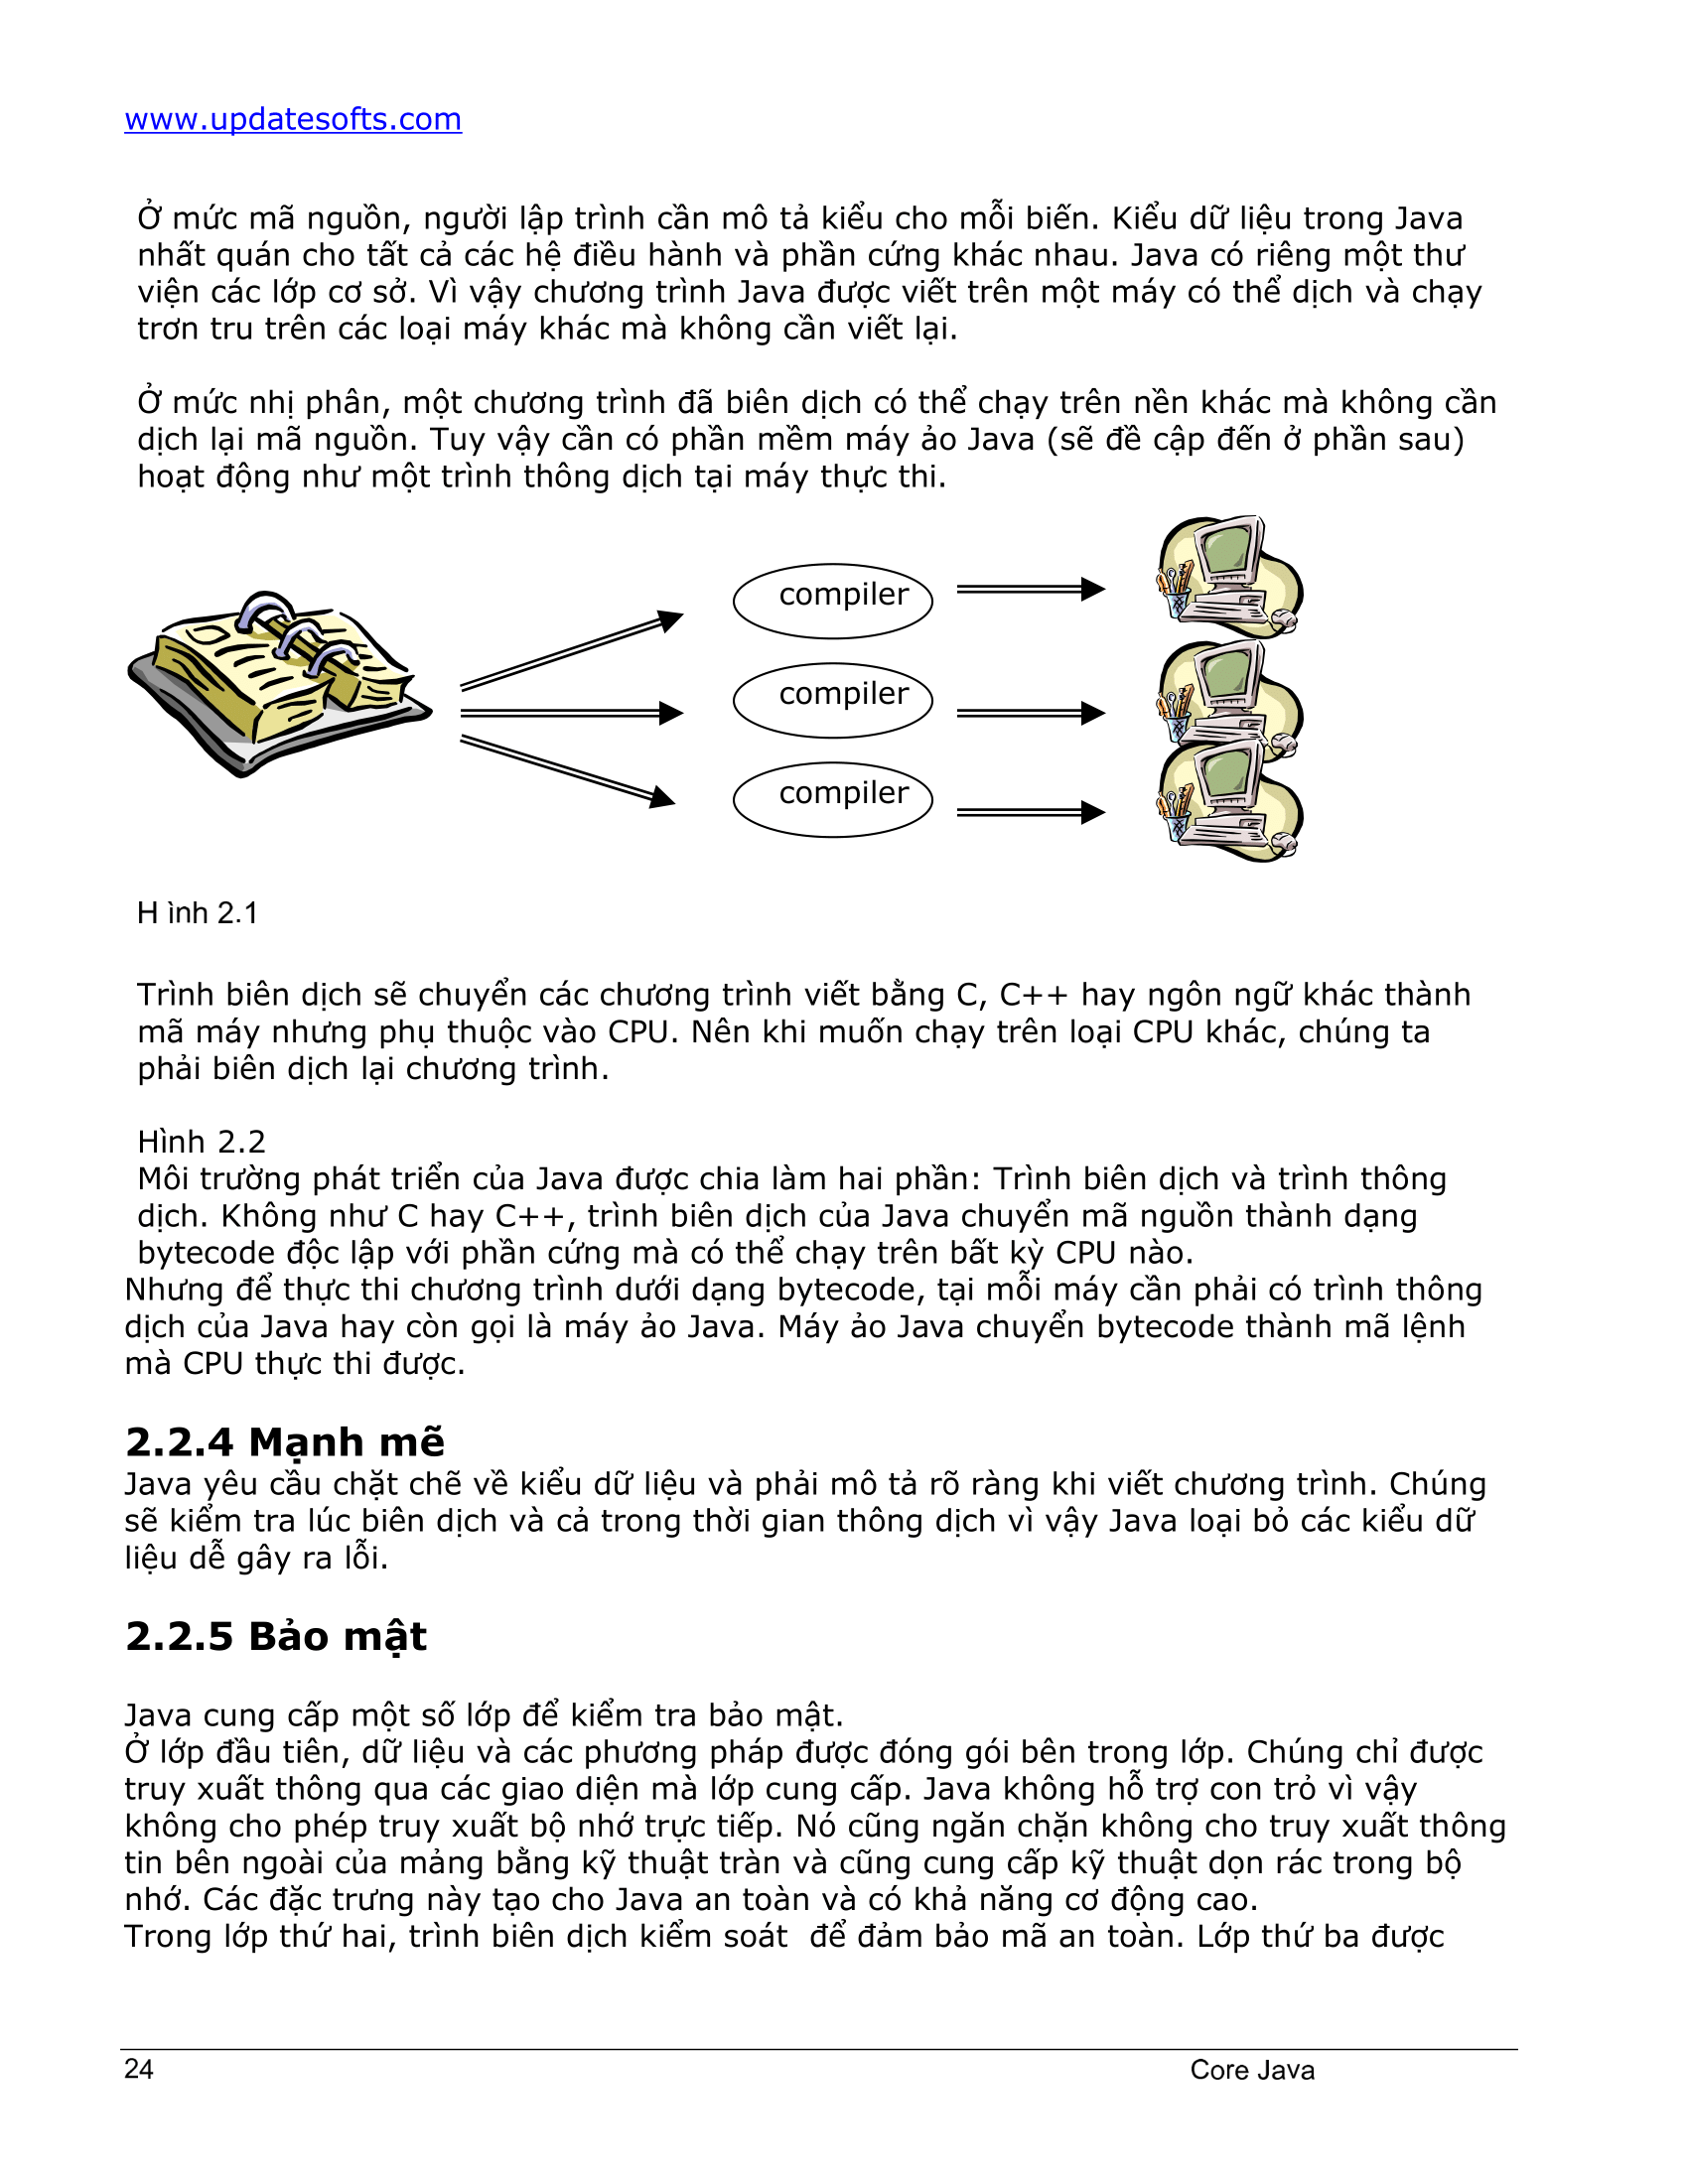 www.updatesofts.com
Ở mức mã nguồn, người lập trình cần mô tả kiểu cho mỗi biến. Kiểu dữ liệu trong Java
nhất quán cho tất cả các hệ điều hành và phần cứng khác nhau. Java có riêng một thư
viện các lớp cơ sở. Vì vậy chương trình Java được viết trên một máy có thể dịch và chạy
trơn tru trên các loại máy khác mà không cần viết lại.
Ở mức nhị phân, một chương trình đã biên dịch có thể chạy trên nền khác mà không cần
dịch lại mã nguồn. Tuy vậy cần có phần mềm máy ảo Java (sẽ đề cập đến ở phần sau)
hoạt động như một trình thông dịch tại máy thực thi.
compiler
compiler
compiler
H ình 2.1
Trình biên dịch sẽ chuyển các chương trình viết bằng C, C++ hay ngôn ngữ khác thành
mã máy nhưng phụ thuộc vào CPU. Nên khi muốn chạy trên loại CPU khác, chúng ta
phải biên dịch lại chương trình.
Hình 2.2
Môi trường phát triển của Java được chia làm hai phần: Trình biên dịch và trình thông
dịch. Không như C hay C++, trình biên dịch của Java chuyển mã nguồn thành dạng
bytecode độc lập với phần cứng mà có thể chạy trên bất kỳ CPU nào.
Nhưng để thực thi chương trình dưới dạng bytecode, tại mỗi máy cần phải có trình thông
dịch của Java hay còn gọi là máy ảo Java. Máy ảo Java chuyển bytecode thành mã lệnh
mà CPU thực thi được.
2.2.4 Mạnh mẽ
Java yêu cầu chặt chẽ về kiểu dữ liệu và phải mô tả rõ ràng khi viết chương trình. Chúng
sẽ kiểm tra lúc biên dịch và cả trong thời gian thông dịch vì vậy Java loại bỏ các kiểu dữ
liệu dễ gây ra lỗi.
2.2.5 Bảo mật
Java cung cấp một số lớp để kiểm tra bảo mật.
Ở lớp đầu tiên, dữ liệu và các phương pháp được đóng gói bên trong lớp. Chúng chỉ được
truy xuất thông qua các giao diện mà lớp cung cấp. Java không hỗ trợ con trỏ vì vậy
không cho phép truy xuất bộ nhớ trực tiếp. Nó cũng ngăn chặn không cho truy xuất thông
tin bên ngoài của mảng bằng kỹ thuật tràn và cũng cung cấp kỹ thuật dọn rác trong bộ
nhớ. Các đặc trưng này tạo cho Java an toàn và có khả năng cơ động cao.
Trong lớp thứ hai, trình biên dịch kiểm soát  để đảm bảo mã an toàn. Lớp thứ ba được
24 Core Java